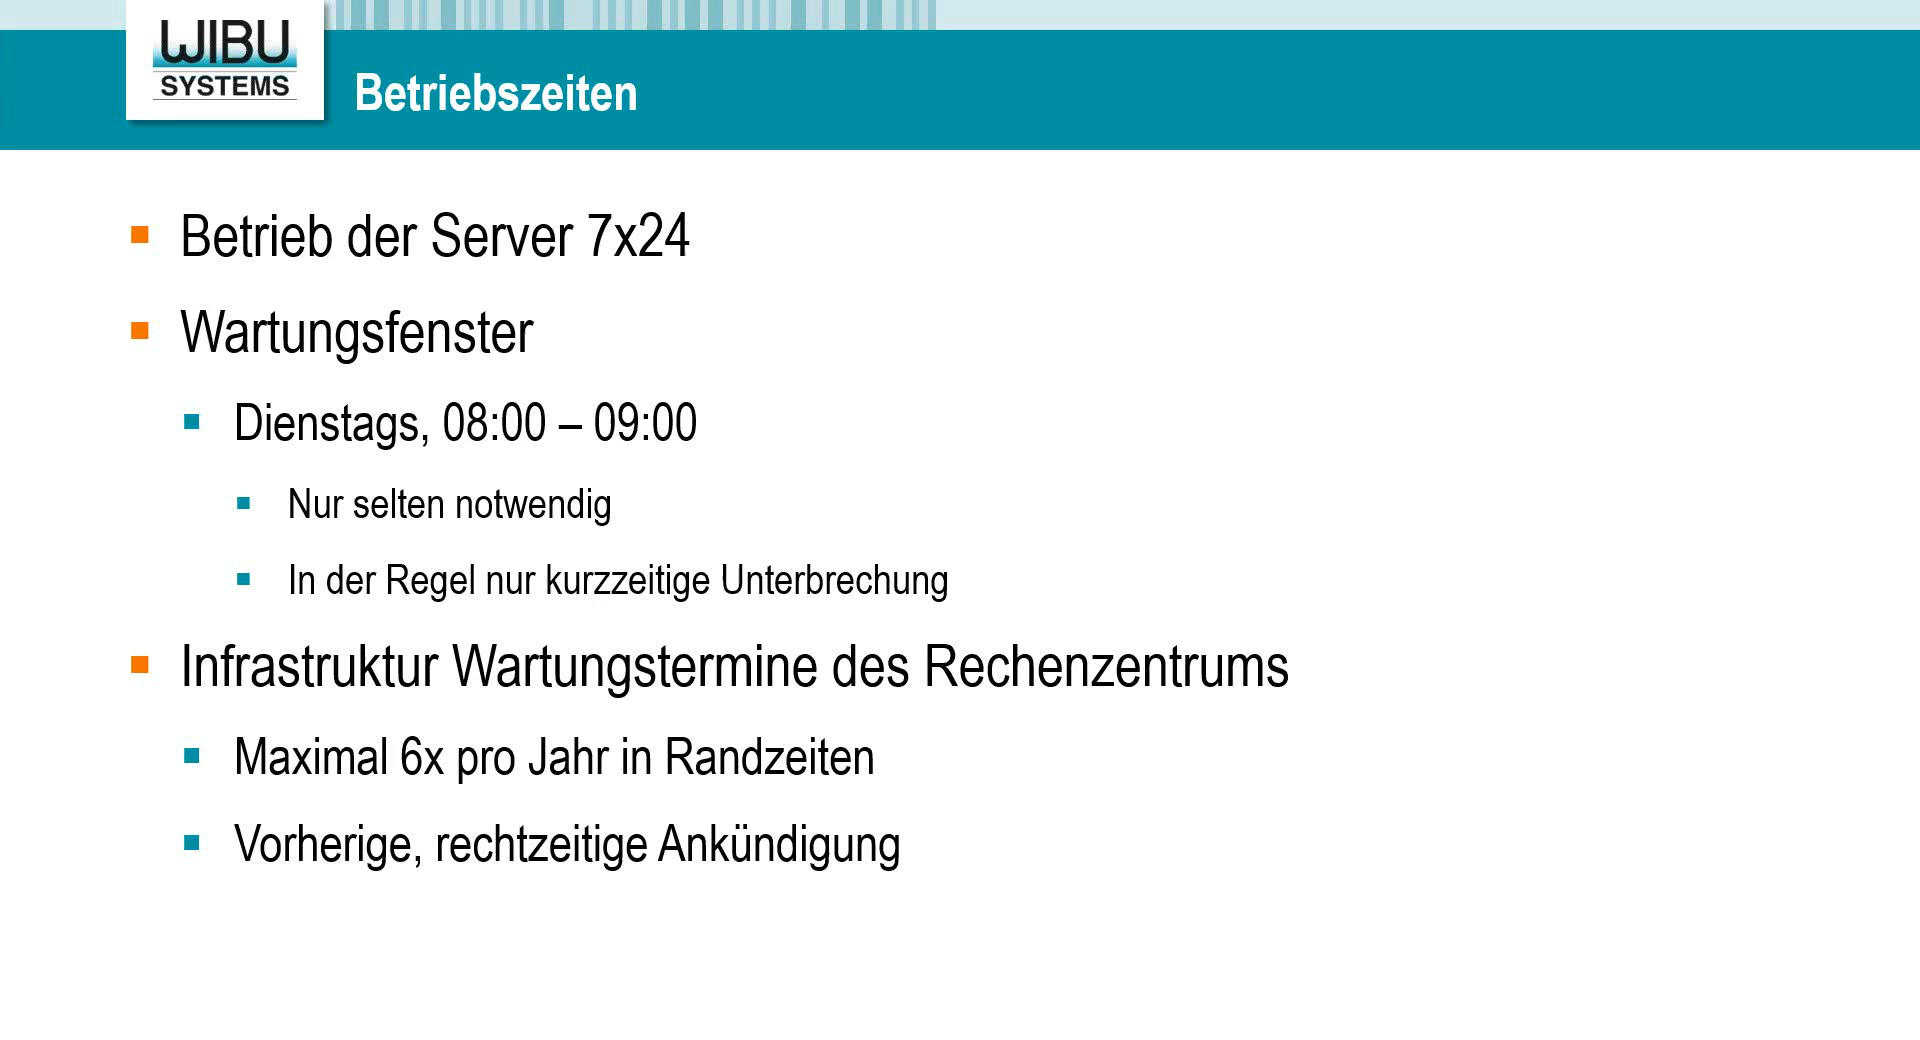 WIBU
SYSTEMS
Betriebszeiten
Betrieb der Server 7x24
Wartungsfenster
Dienstags, 08:00 – 09:00
Nur selten notwendig
In der Regel nur kurzzeitige Unterbrechung
Infrastruktur Wartungstermine des Rechenzentrums
Maximal 6x pro Jahr in Randzeiten
Vorherige, rechtzeitige Ankündigung